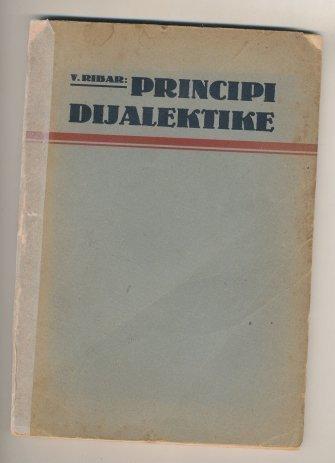 V. RIBAR: PRINCIPI
DIJALEKTIKE